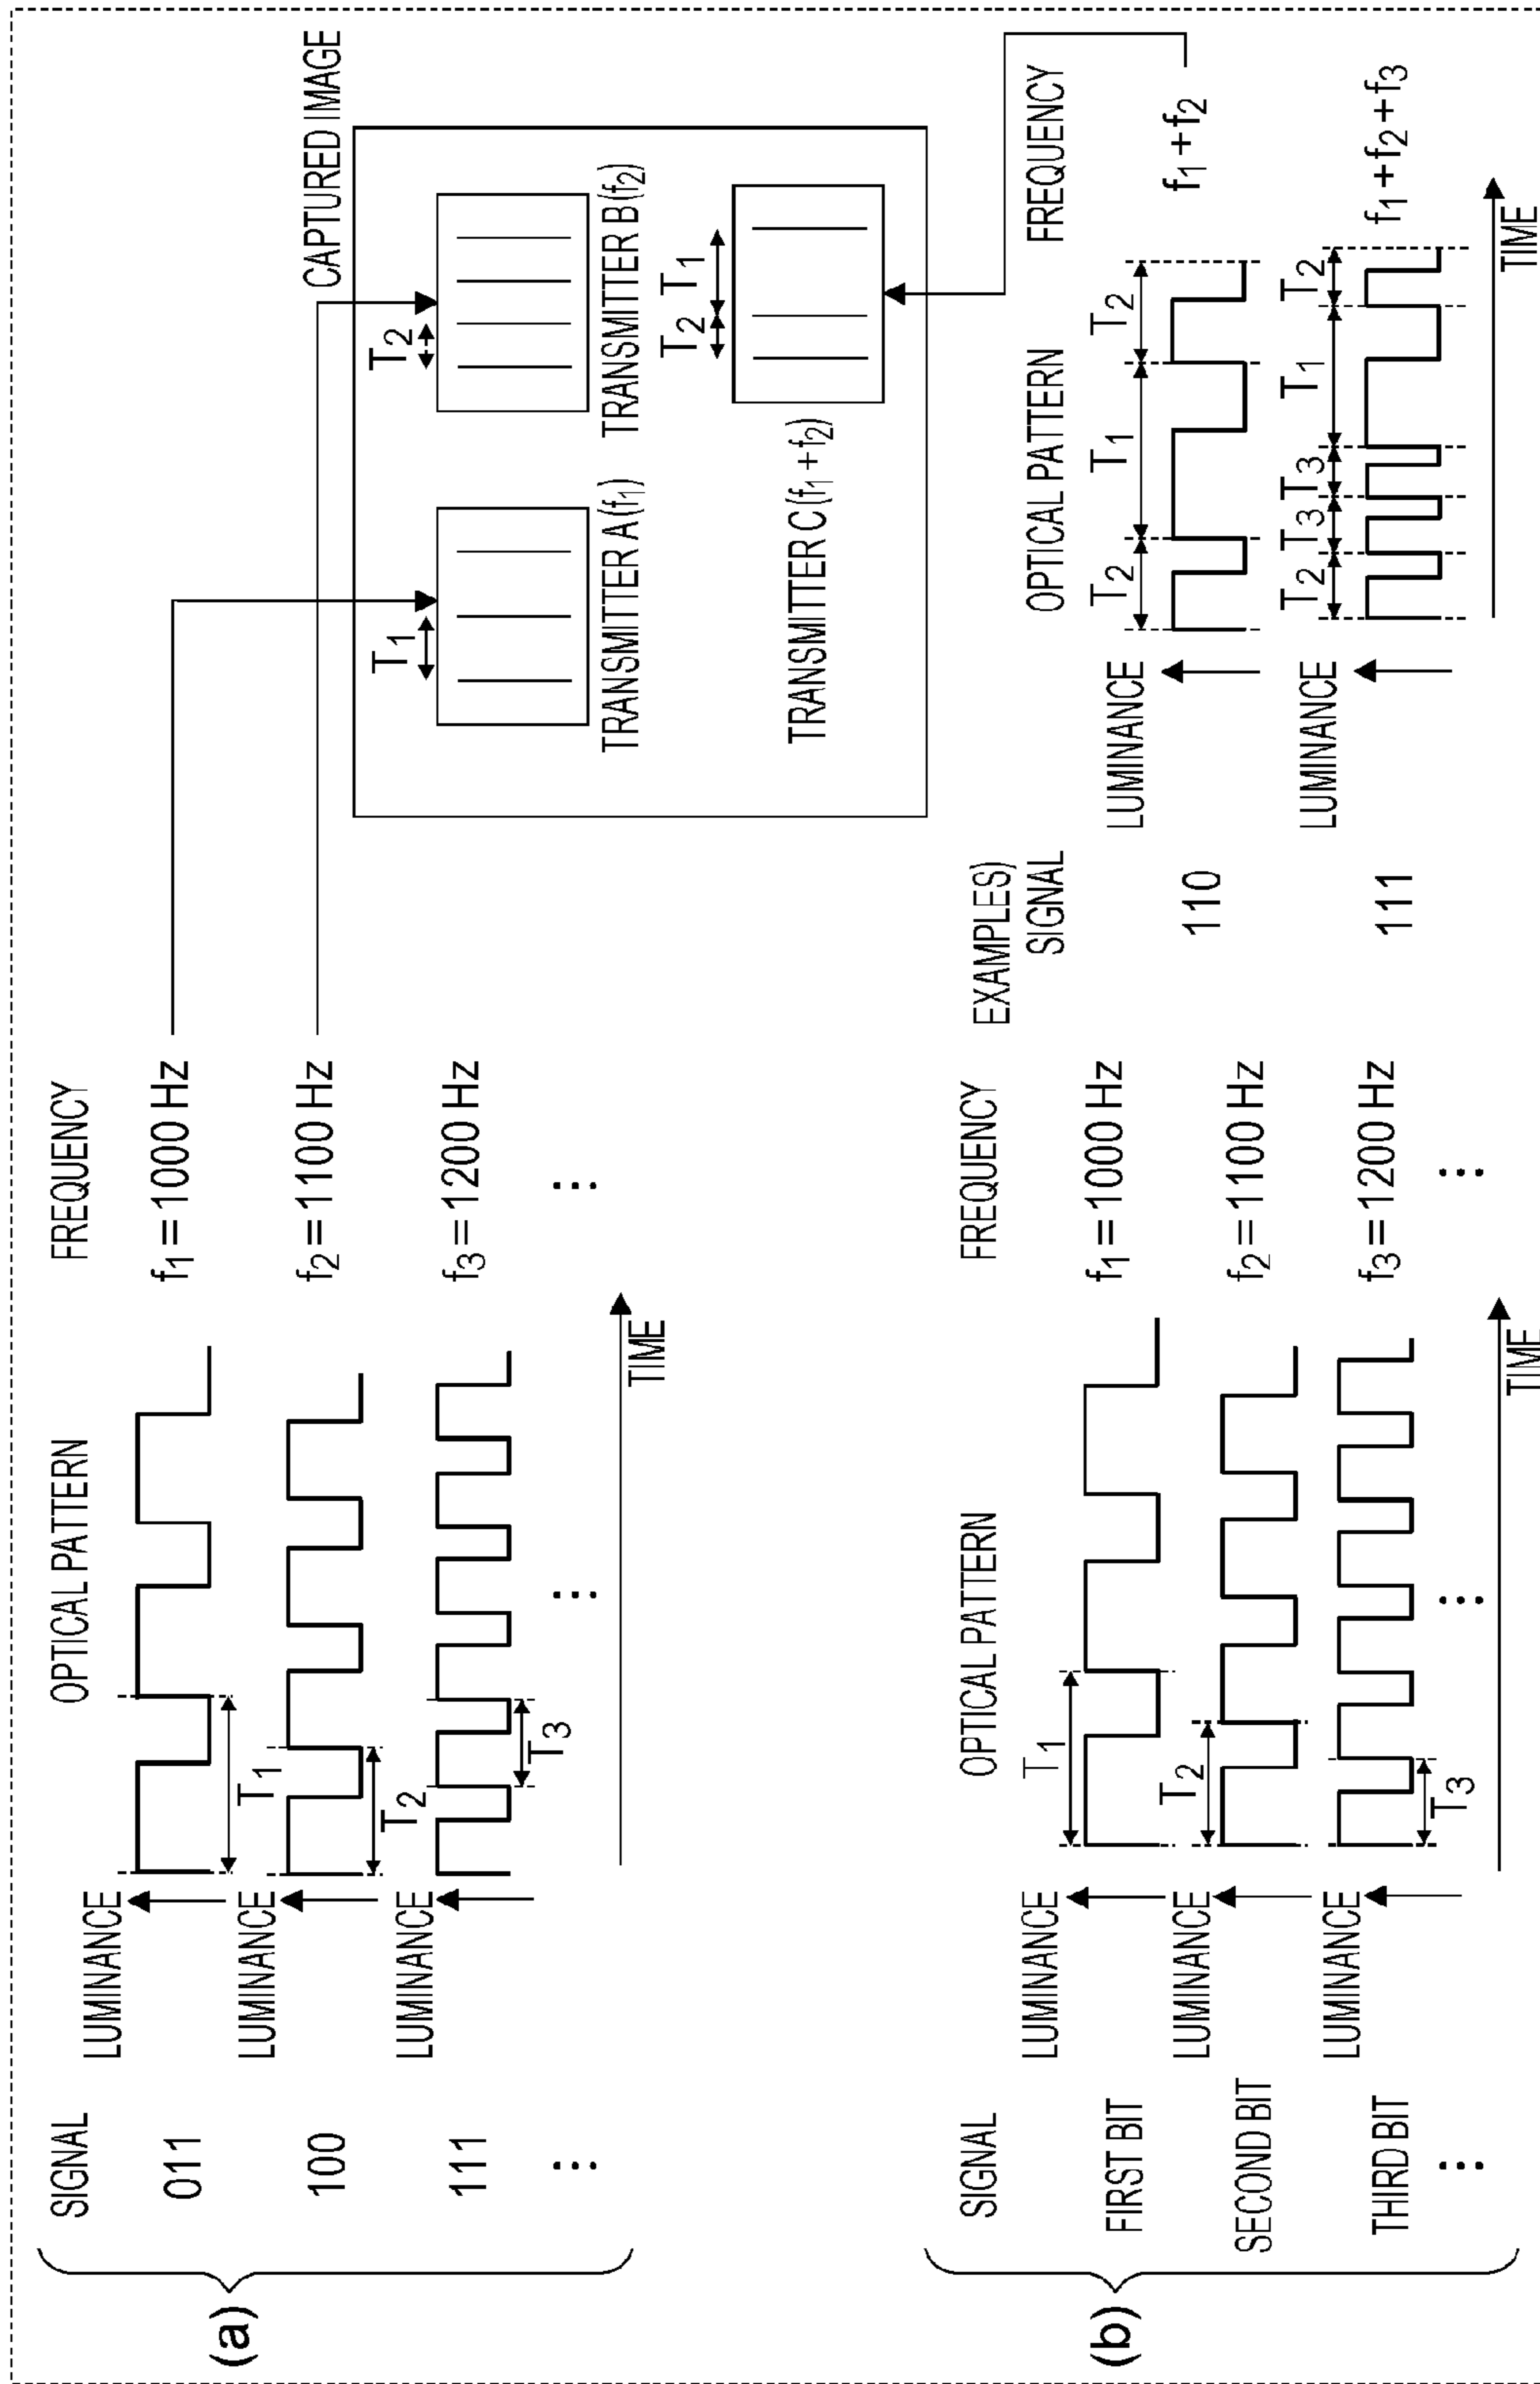 (a)
SIGNAL
OPTICAL PATTERN
FREQUENCY
011
LUMINANCE
T1
f1=1000 Hz
100
LUMINANCE
T2
f2=1100 Hz
111
LUMINANCE
T3
f3=1200 Hz
⋮
⋮
⋮
TIME
CAPTURED IMAGE
T1
T2
TRANSMITTER A(f1)
TRANSMITTER B(f2)
T2 T1
TRANSMITTER C(f1+f2)
(b)
SIGNAL
OPTICAL PATTERN
FREQUENCY
FIRST BIT
LUMINANCE
T1
f1=1000 Hz
SECOND BIT
LUMINANCE
T2
f2=1100 Hz
THIRD BIT
LUMINANCE
T3
f3=1200 Hz
⋮
⋮
⋮
TIME
EXAMPLES)
SIGNAL
OPTICAL PATTERN
FREQUENCY
110
LUMINANCE
T2 T1 T2
f1+f2
111
LUMINANCE
T2 T3 T3 T1 T2
f1+f2+f3
TIME